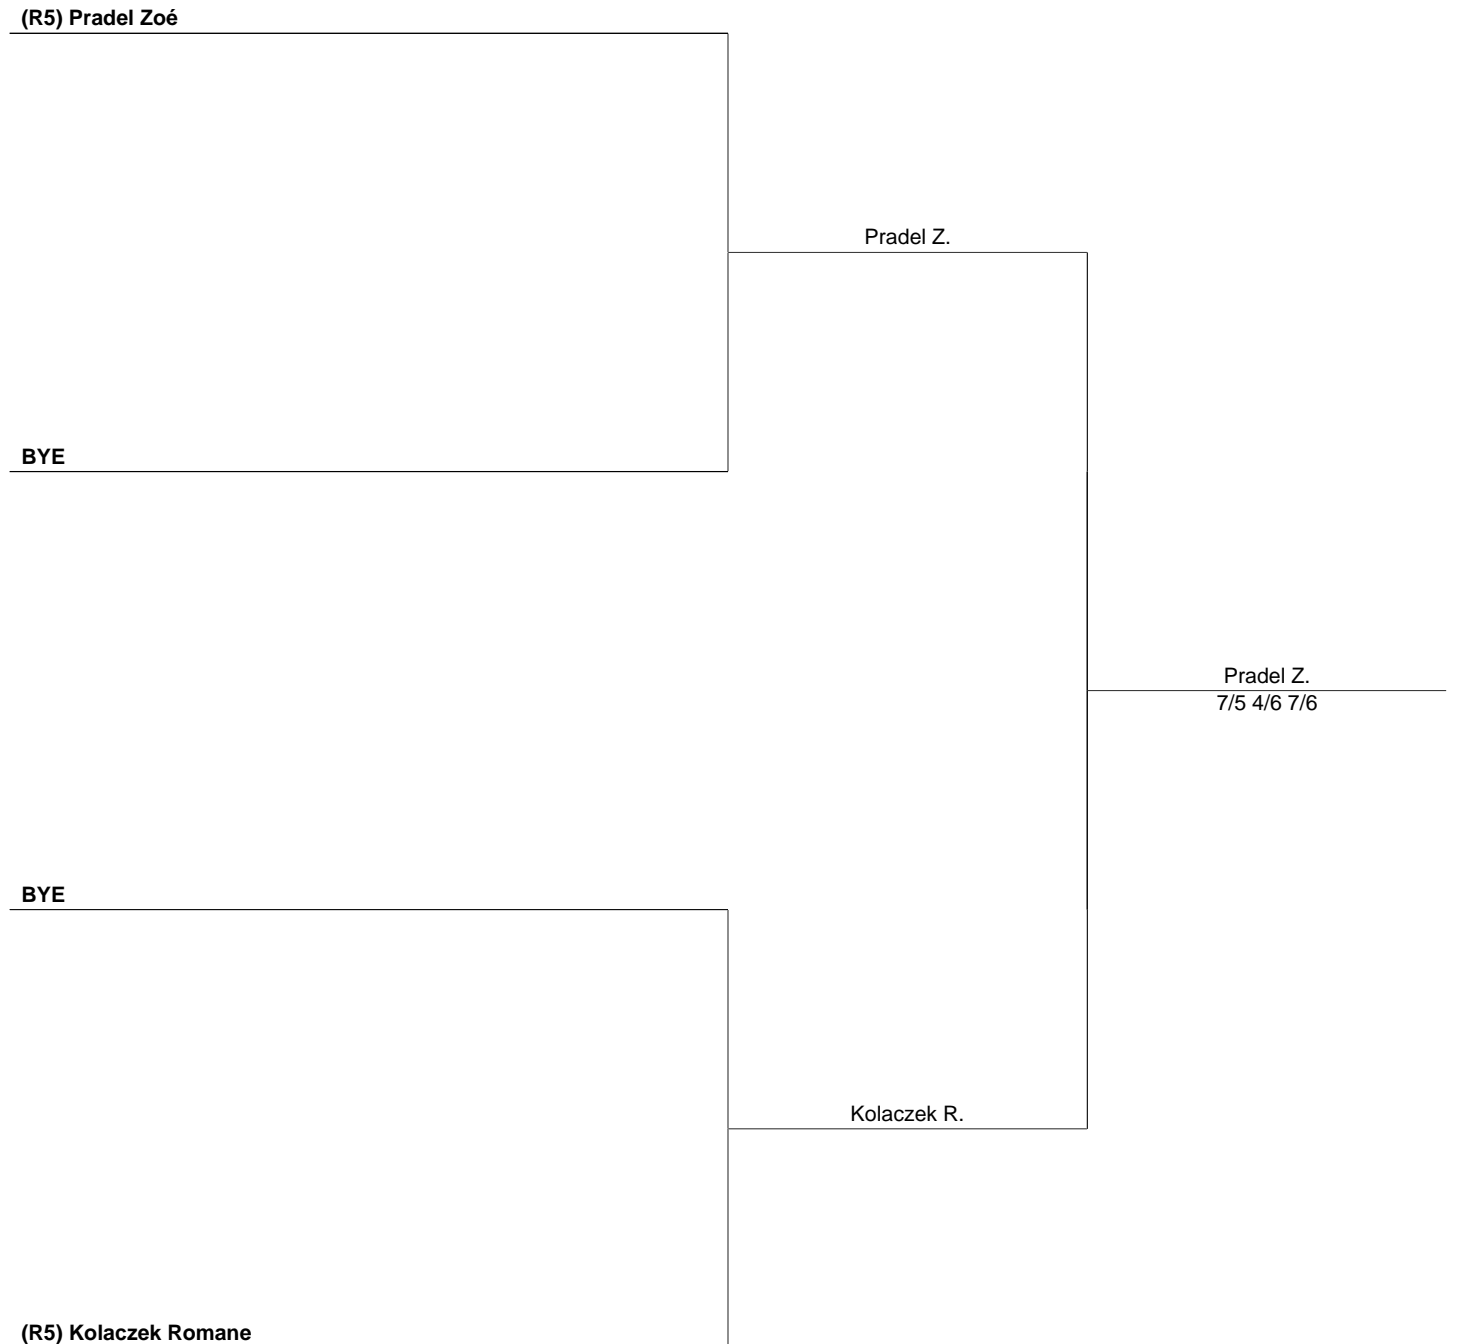 (R5) Pradel Zoé
Pradel Z.
BYE
Pradel Z.
7/5 4/6 7/6
BYE
Kolaczek R.
(R5) Kolaczek Romane